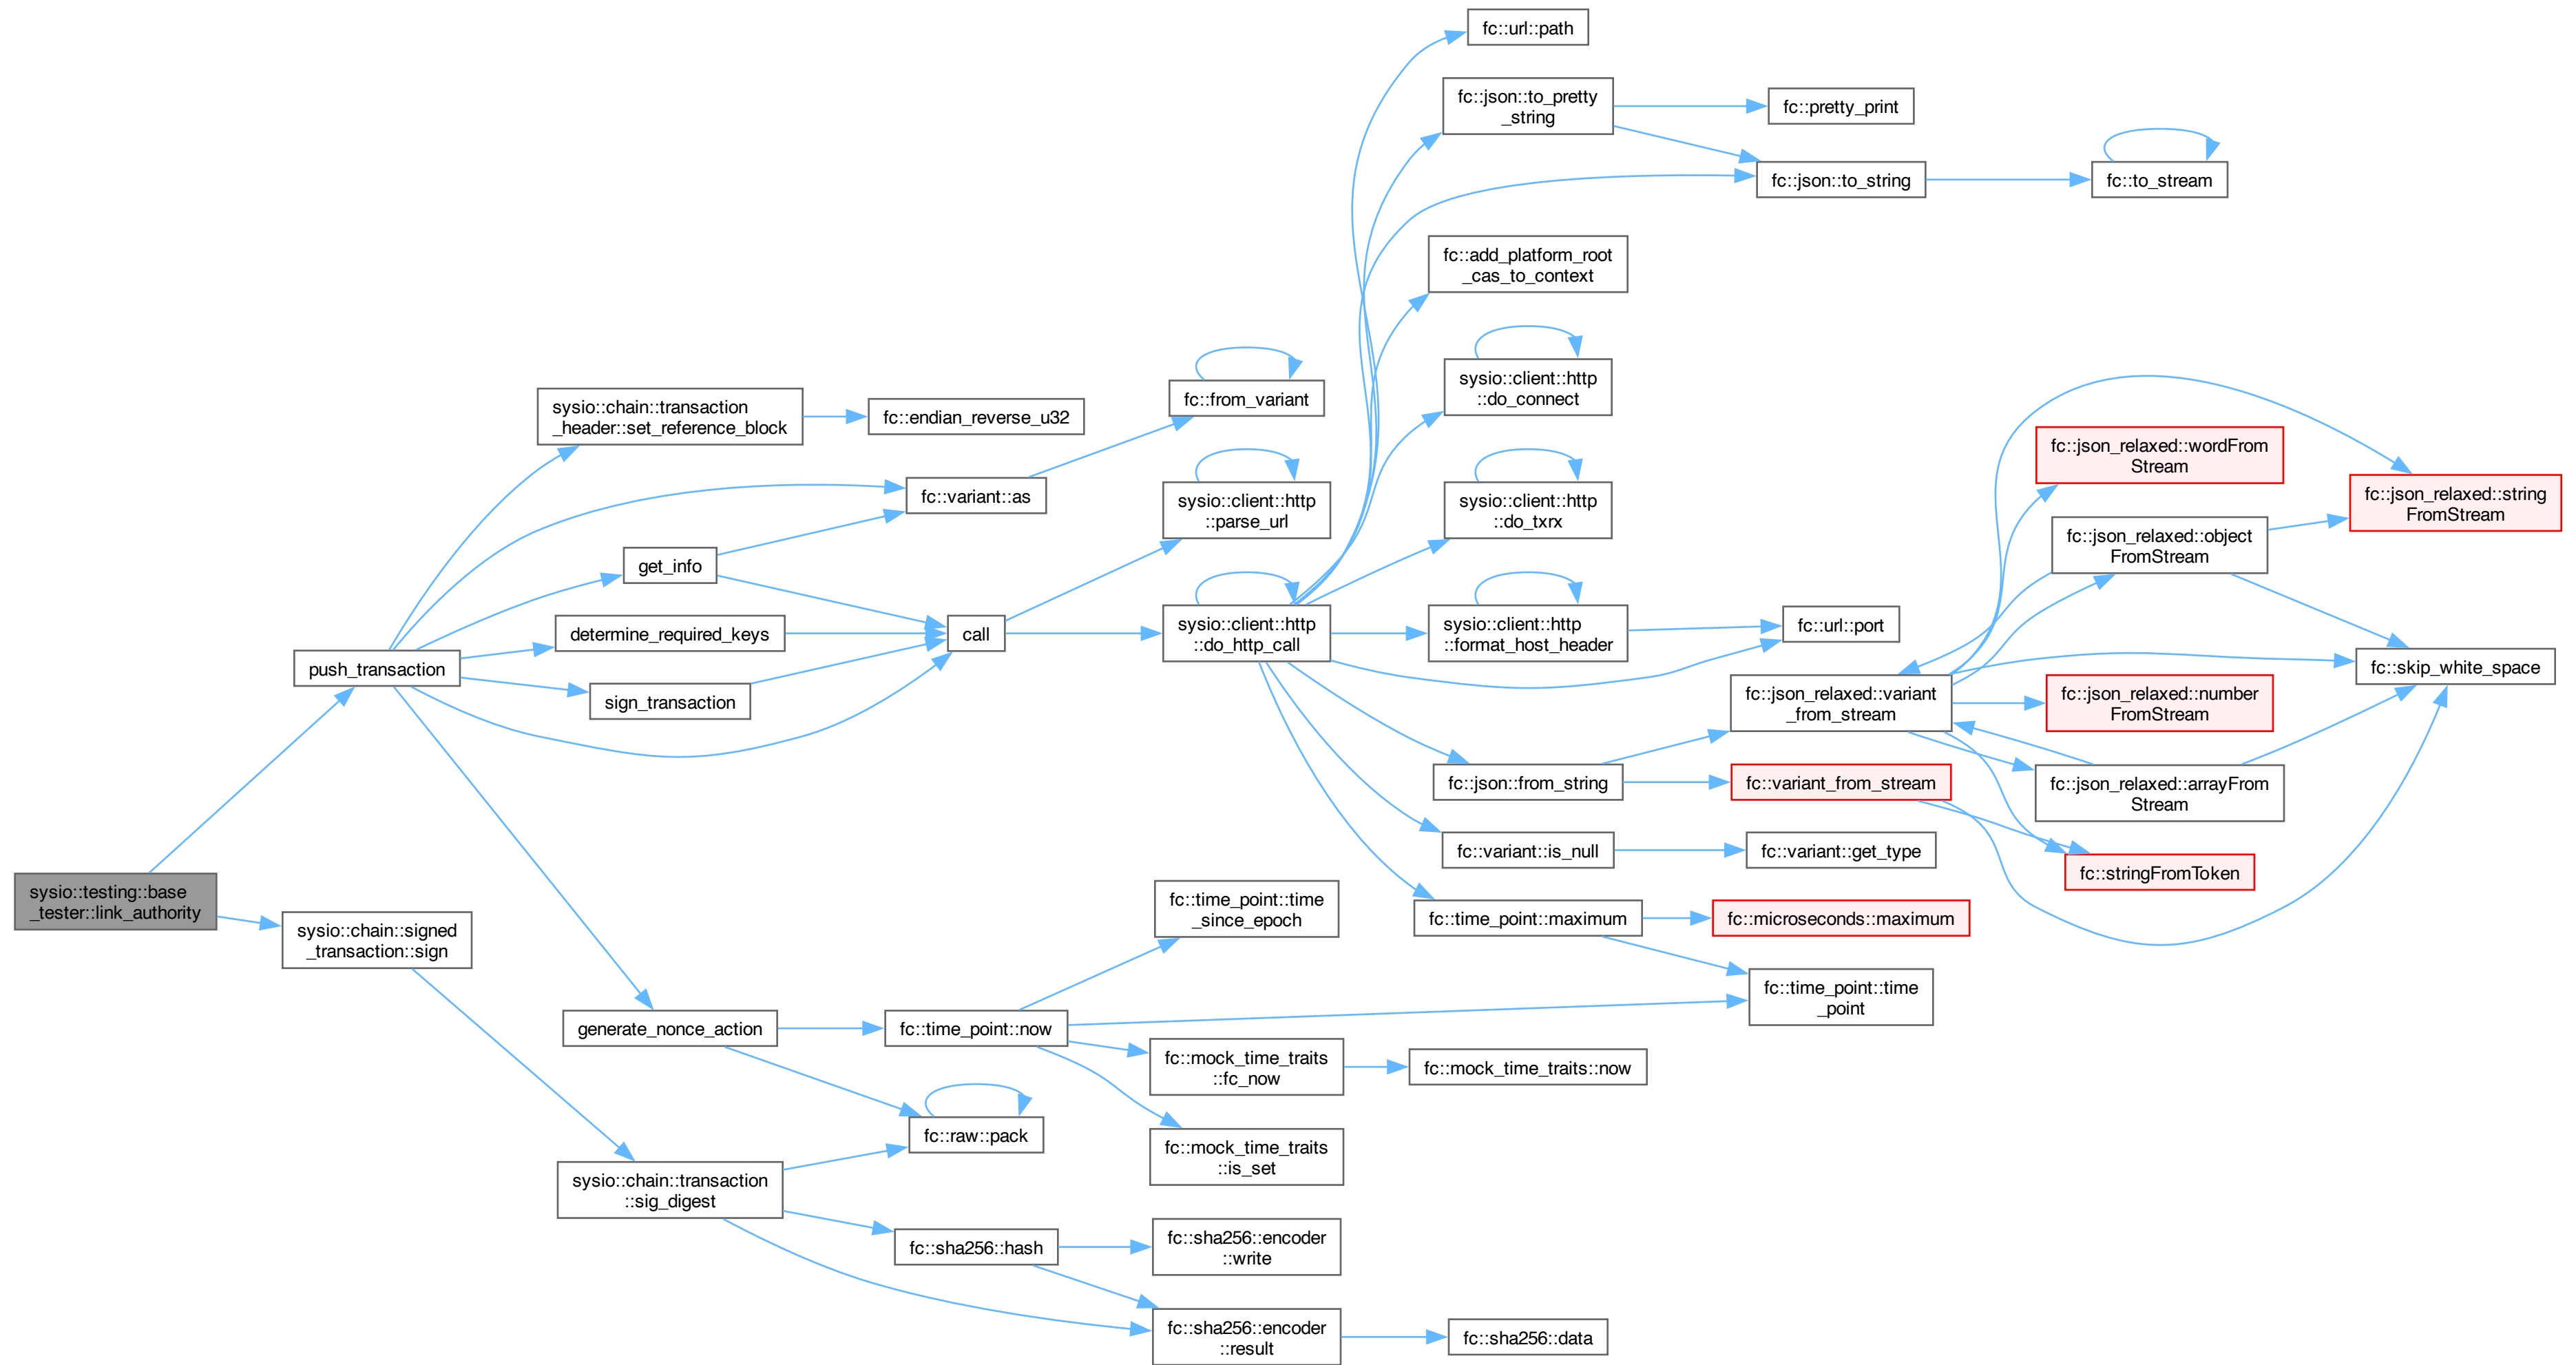 sysio::testing::base
_tester::link_authority
push_transaction
sysio::chain::signed
_transaction::sign
sysio::chain::transaction
_header::set_reference_block
get_info
determine_required_keys
sign_transaction
generate_nonce_action
sysio::chain::transaction
::sig_digest
fc::endian_reverse_u32
fc::variant::as
call
fc::time_point::now
fc::raw::pack
fc::sha256::hash
fc::from_variant
sysio::client::http
::parse_url
sysio::client::http
::do_http_call
fc::time_point::time
_since_epoch
fc::mock_time_traits
::fc_now
fc::mock_time_traits
::is_set
fc::sha256::encoder
::write
fc::sha256::encoder
::result
fc::url::path
fc::json::to_pretty
_string
fc::add_platform_root
_cas_to_context
sysio::client::http
::do_connect
sysio::client::http
::do_txrx
sysio::client::http
::format_host_header
fc::json::from_string
fc::variant::is_null
fc::time_point::maximum
fc::mock_time_traits::now
fc::sha256::data
fc::pretty_print
fc::json::to_string
fc::url::port
fc::json_relaxed::variant
_from_stream
fc::variant_from_stream
fc::variant::get_type
fc::microseconds::maximum
fc::time_point::time
_point
fc::to_stream
fc::json_relaxed::wordFrom
Stream
fc::json_relaxed::object
FromStream
fc::json_relaxed::number
FromStream
fc::json_relaxed::arrayFrom
Stream
fc::stringFromToken
fc::json_relaxed::string
FromStream
fc::skip_white_space